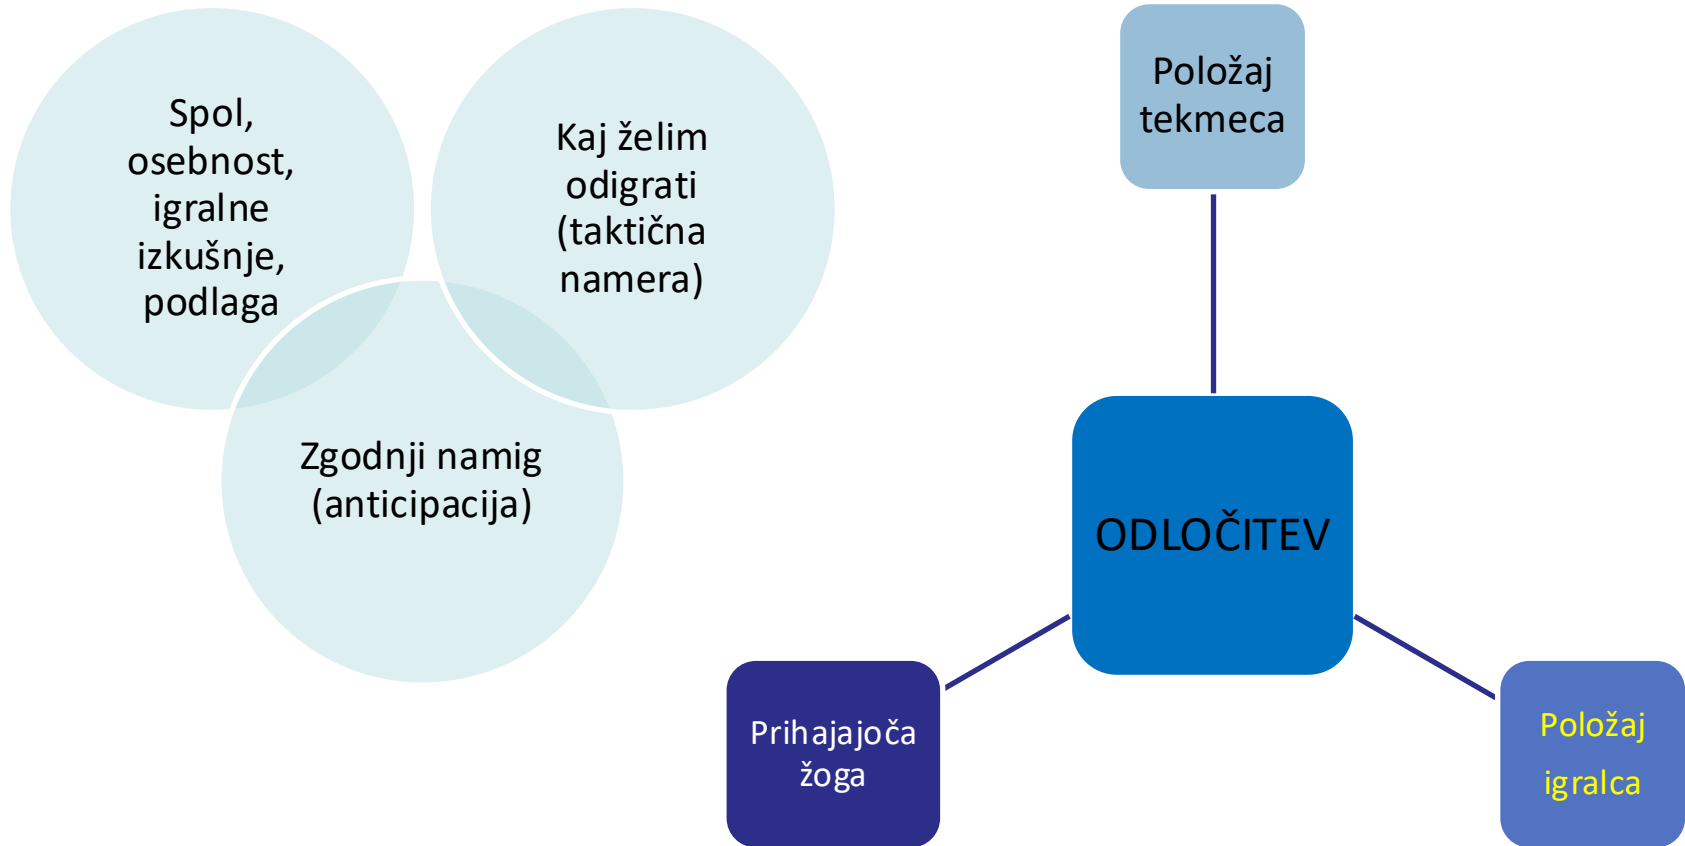 Spol,
osebnost,
igralne
izkušnje,
podlaga
Kaj želim
odigrati
(taktična
namera)
Zgodnji namig
(anticipacija)
Položaj
tekmeca
ODLOČITEV
Prihajajoča
žoga
Položaj
igralca